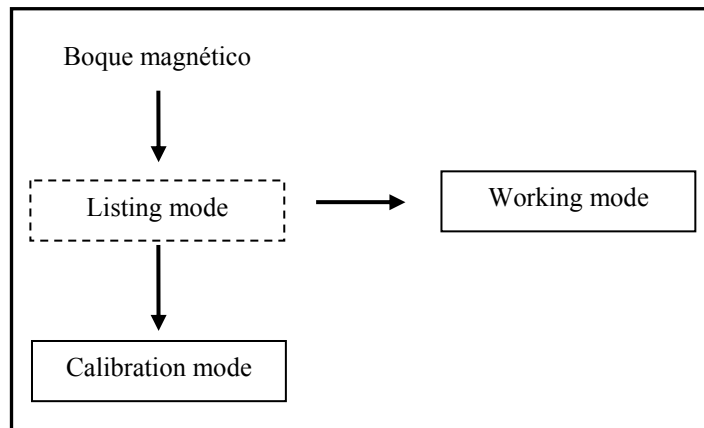 Boque magnético
Listing mode
Working mode
Calibration mode